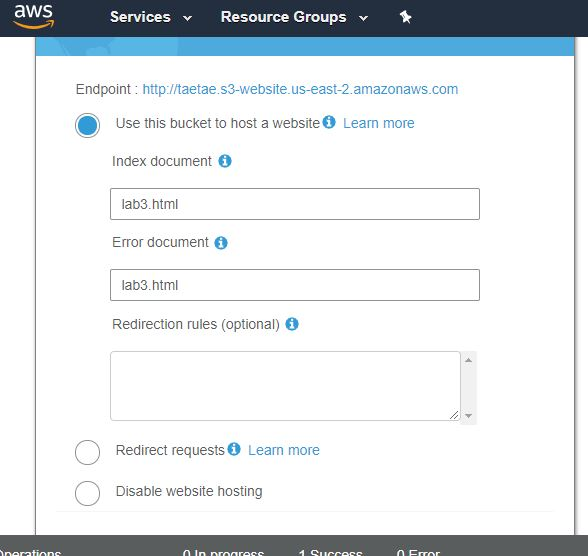 aws Services Resource Groups
Endpoint : http://taetae.s3-website.us-east-2.amazonaws.com
Use this bucket to host a website Learn more
Index document
lab3.html
Error document
lab3.html
Redirection rules (optional)
Redirect requests Learn more
Disable website hosting
Operations 0 In progress 1 Success 0 Error